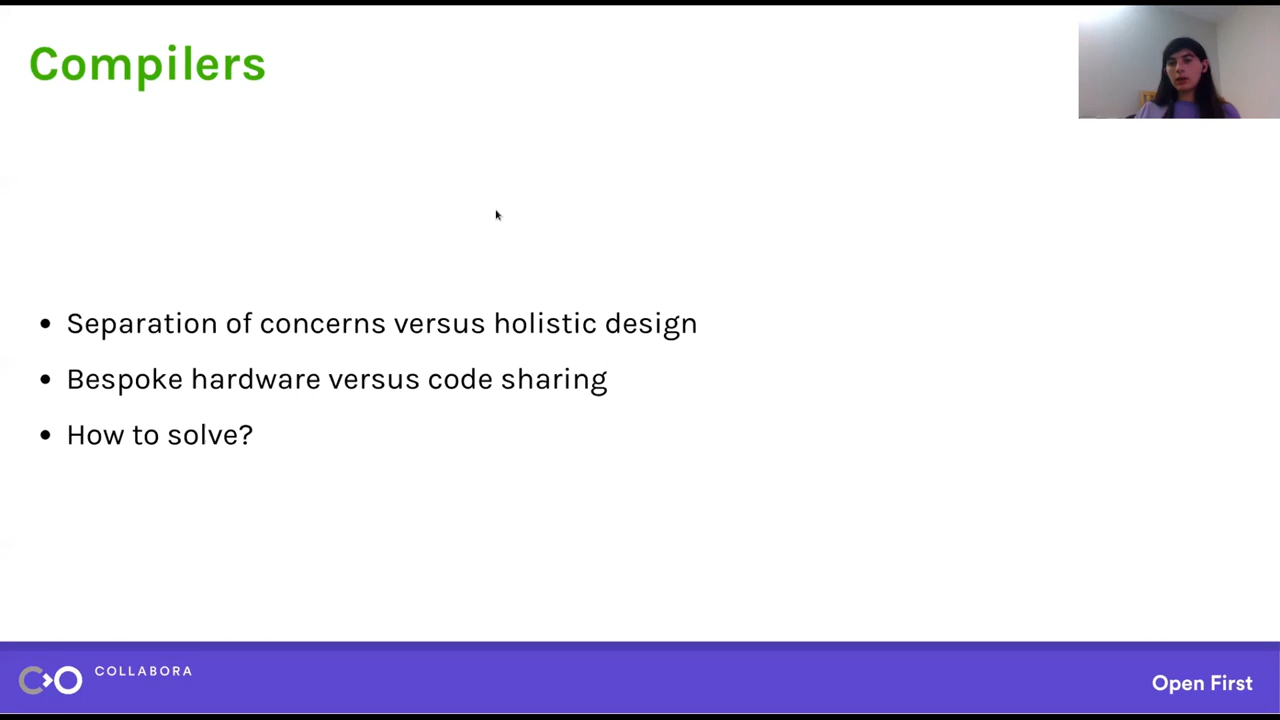 Compilers
Separation of concerns versus holistic design
Bespoke hardware versus code sharing
How to solve?
COLLABORA
Open First